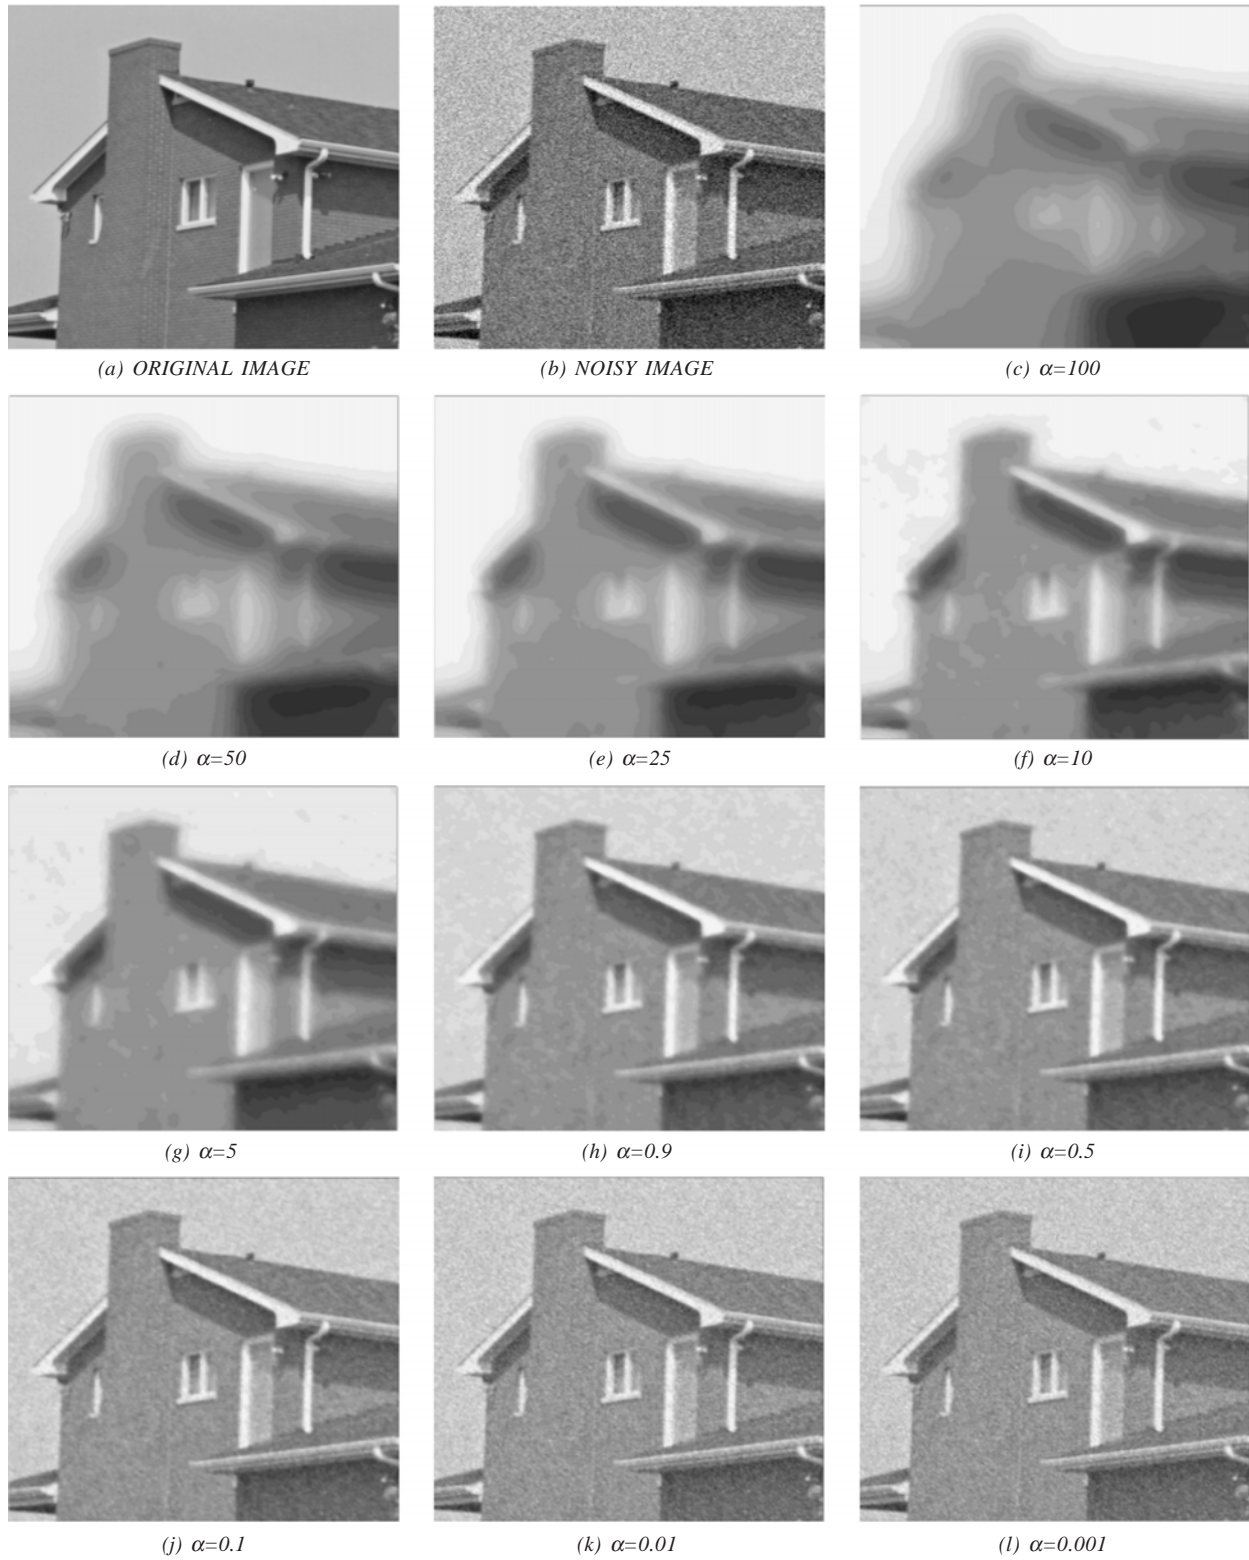 (a) ORIGINAL IMAGE
(b) NOISY IMAGE
(c) α=100
(d) α=50
(e) α=25
(f) α=10
(g) α=5
(h) α=0.9
(i) α=0.5
(j) α=0.1
(k) α=0.01
(l) α=0.001